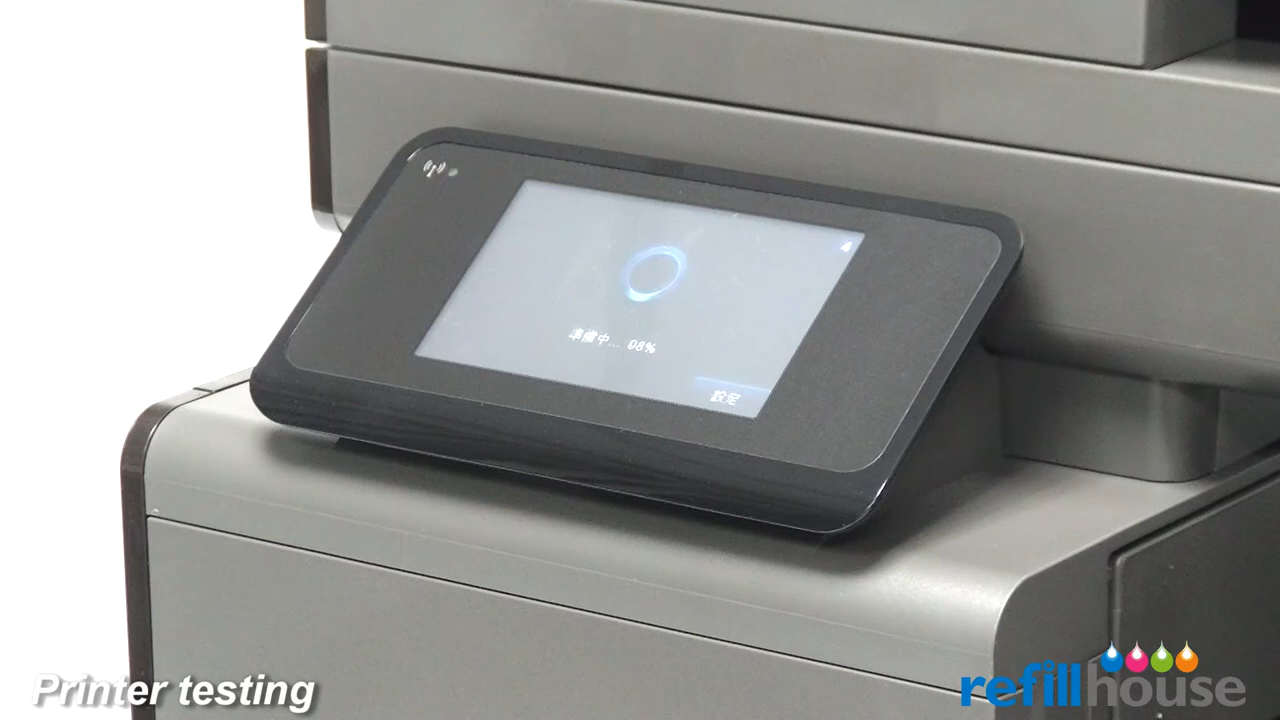 準備中... 08%
設定
Printer testing
refillhouse